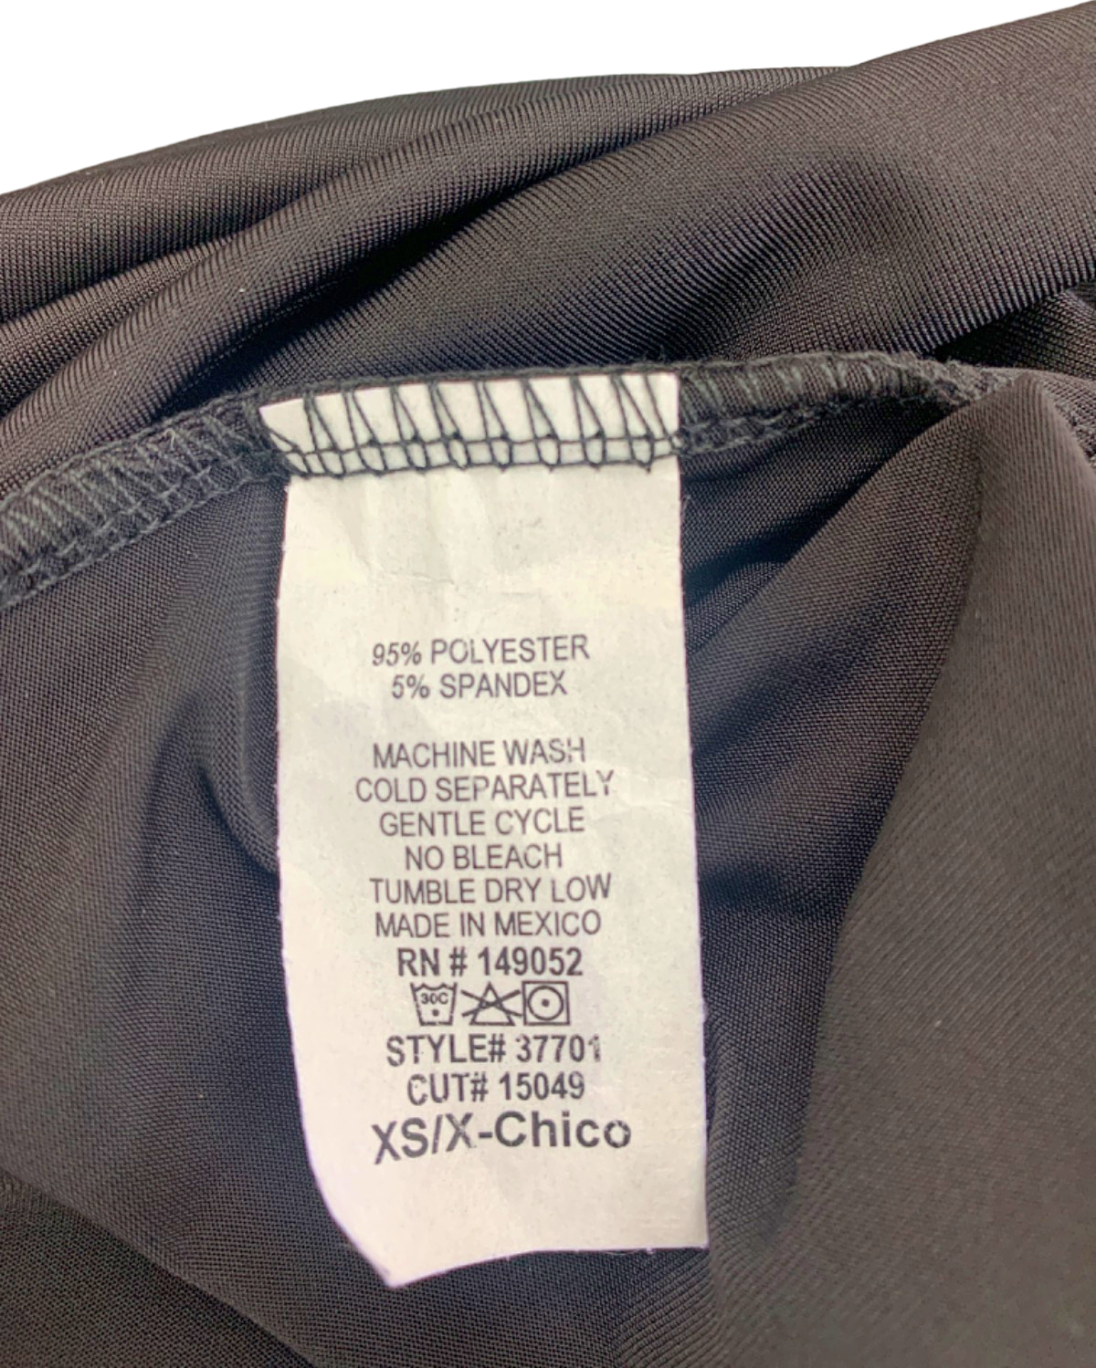 95% POLYESTER
5% SPANDEX
MACHINE WASH
COLD SEPARATELY
GENTLE CYCLE
NO BLEACH
TUMBLE DRY LOW
MADE IN MEXICO
RN # 149052
30C
STYLE# 37701
CUT# 15049
XS/X-Chico